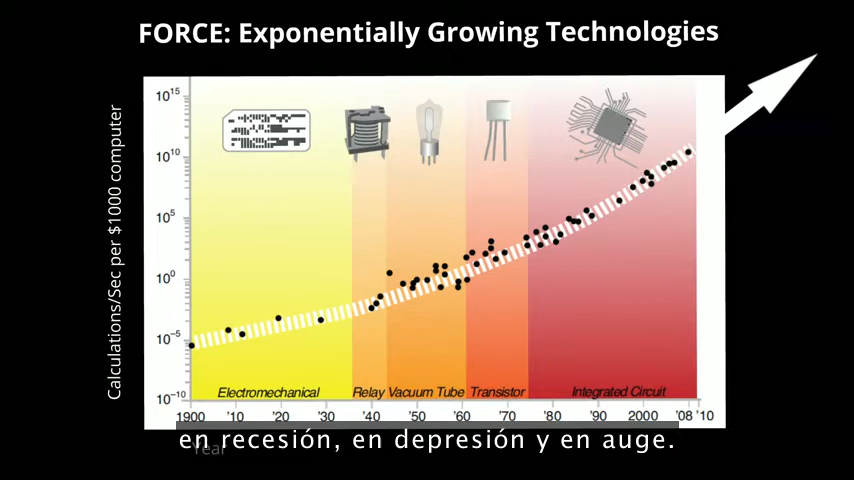 FORCE: Exponentially Growing Technologies
Calculations/Sec per $1000 computer
10^15
10^10
10^5
10^0
10^-5
10^-10
Electromechanical Relay Vacuum Tube Transistor Integrated Circuit
1900 '10 '20 '30 '40 '50 '60 '70 '80 '90 2000 '08 '10
en recesión, en depresión y en auge.
Year